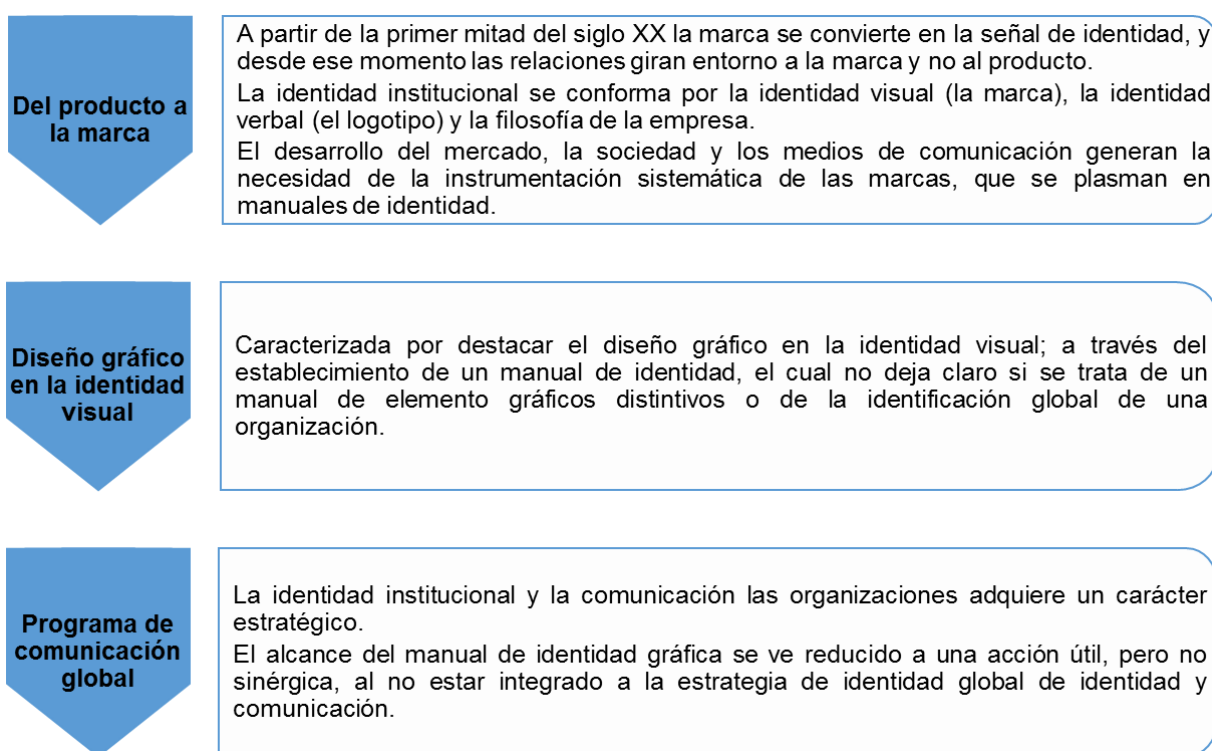 Del producto a
la marca
A partir de la primer mitad del siglo XX la marca se convierte en la señal de identidad, y
desde ese momento las relaciones giran entorno a la marca y no al producto.
La identidad institucional se conforma por la identidad visual (la marca), la identidad
verbal (el logotipo) y la filosofía de la empresa.
El desarrollo del mercado, la sociedad y los medios de comunicación generan la
necesidad de la instrumentación sistemática de las marcas, que se plasman en
manuales de identidad.
Diseño gráfico
en la identidad
visual
Caracterizada por destacar el diseño gráfico en la identidad visual; a través del
establecimiento de un manual de identidad, el cual no deja claro si se trata de un
manual de elemento gráficos distintivos o de la identificación global de una
organización.
Programa de
comunicación
global
La identidad institucional y la comunicación las organizaciones adquiere un carácter
estratégico.
El alcance del manual de identidad gráfica se ve reducido a una acción útil, pero no
sinérgica, al no estar integrado a la estrategia de identidad global de identidad y
comunicación.